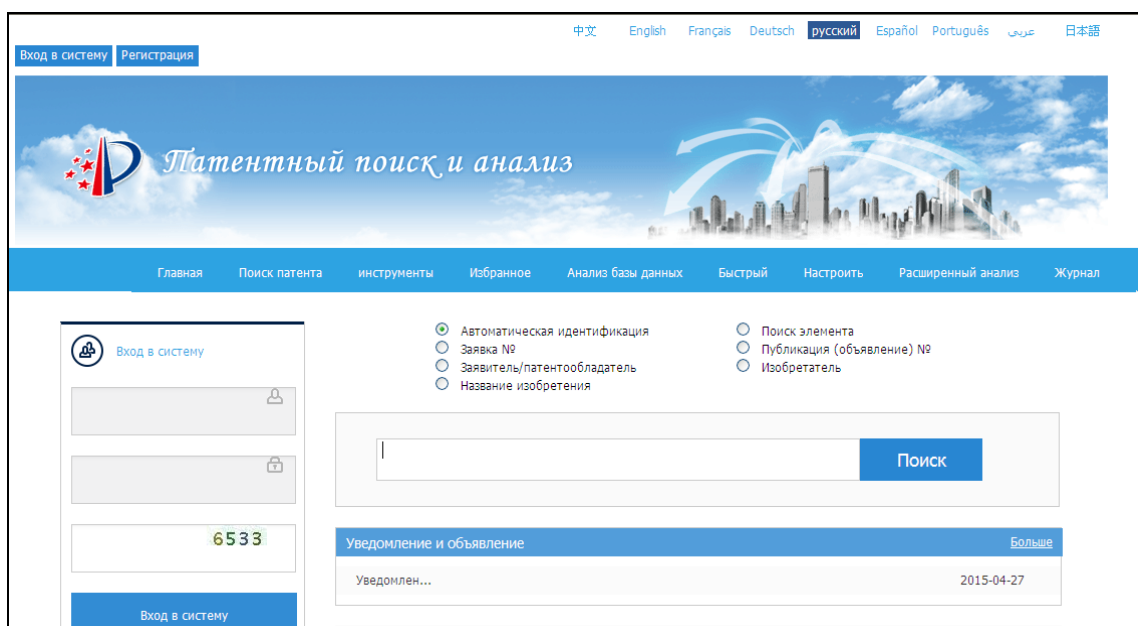 中文 English Français Deutsch русский Español Português عربي 日本語
Вход в систему Регистрация
Патентный поиск и анализ
Главная Поиск патента инструменты Избранное Анализ базы данных Быстрый Настроить Расширенный анализ Журнал
Вход в систему
6533
Вход в систему
Автоматическая идентификация Поиск элемента
Заявка № Публикация (объявление) №
Заявитель/патентообладатель Изобретатель
Название изобретения
Поиск
Уведомление и объявление Больше
Уведомлен... 2015-04-27